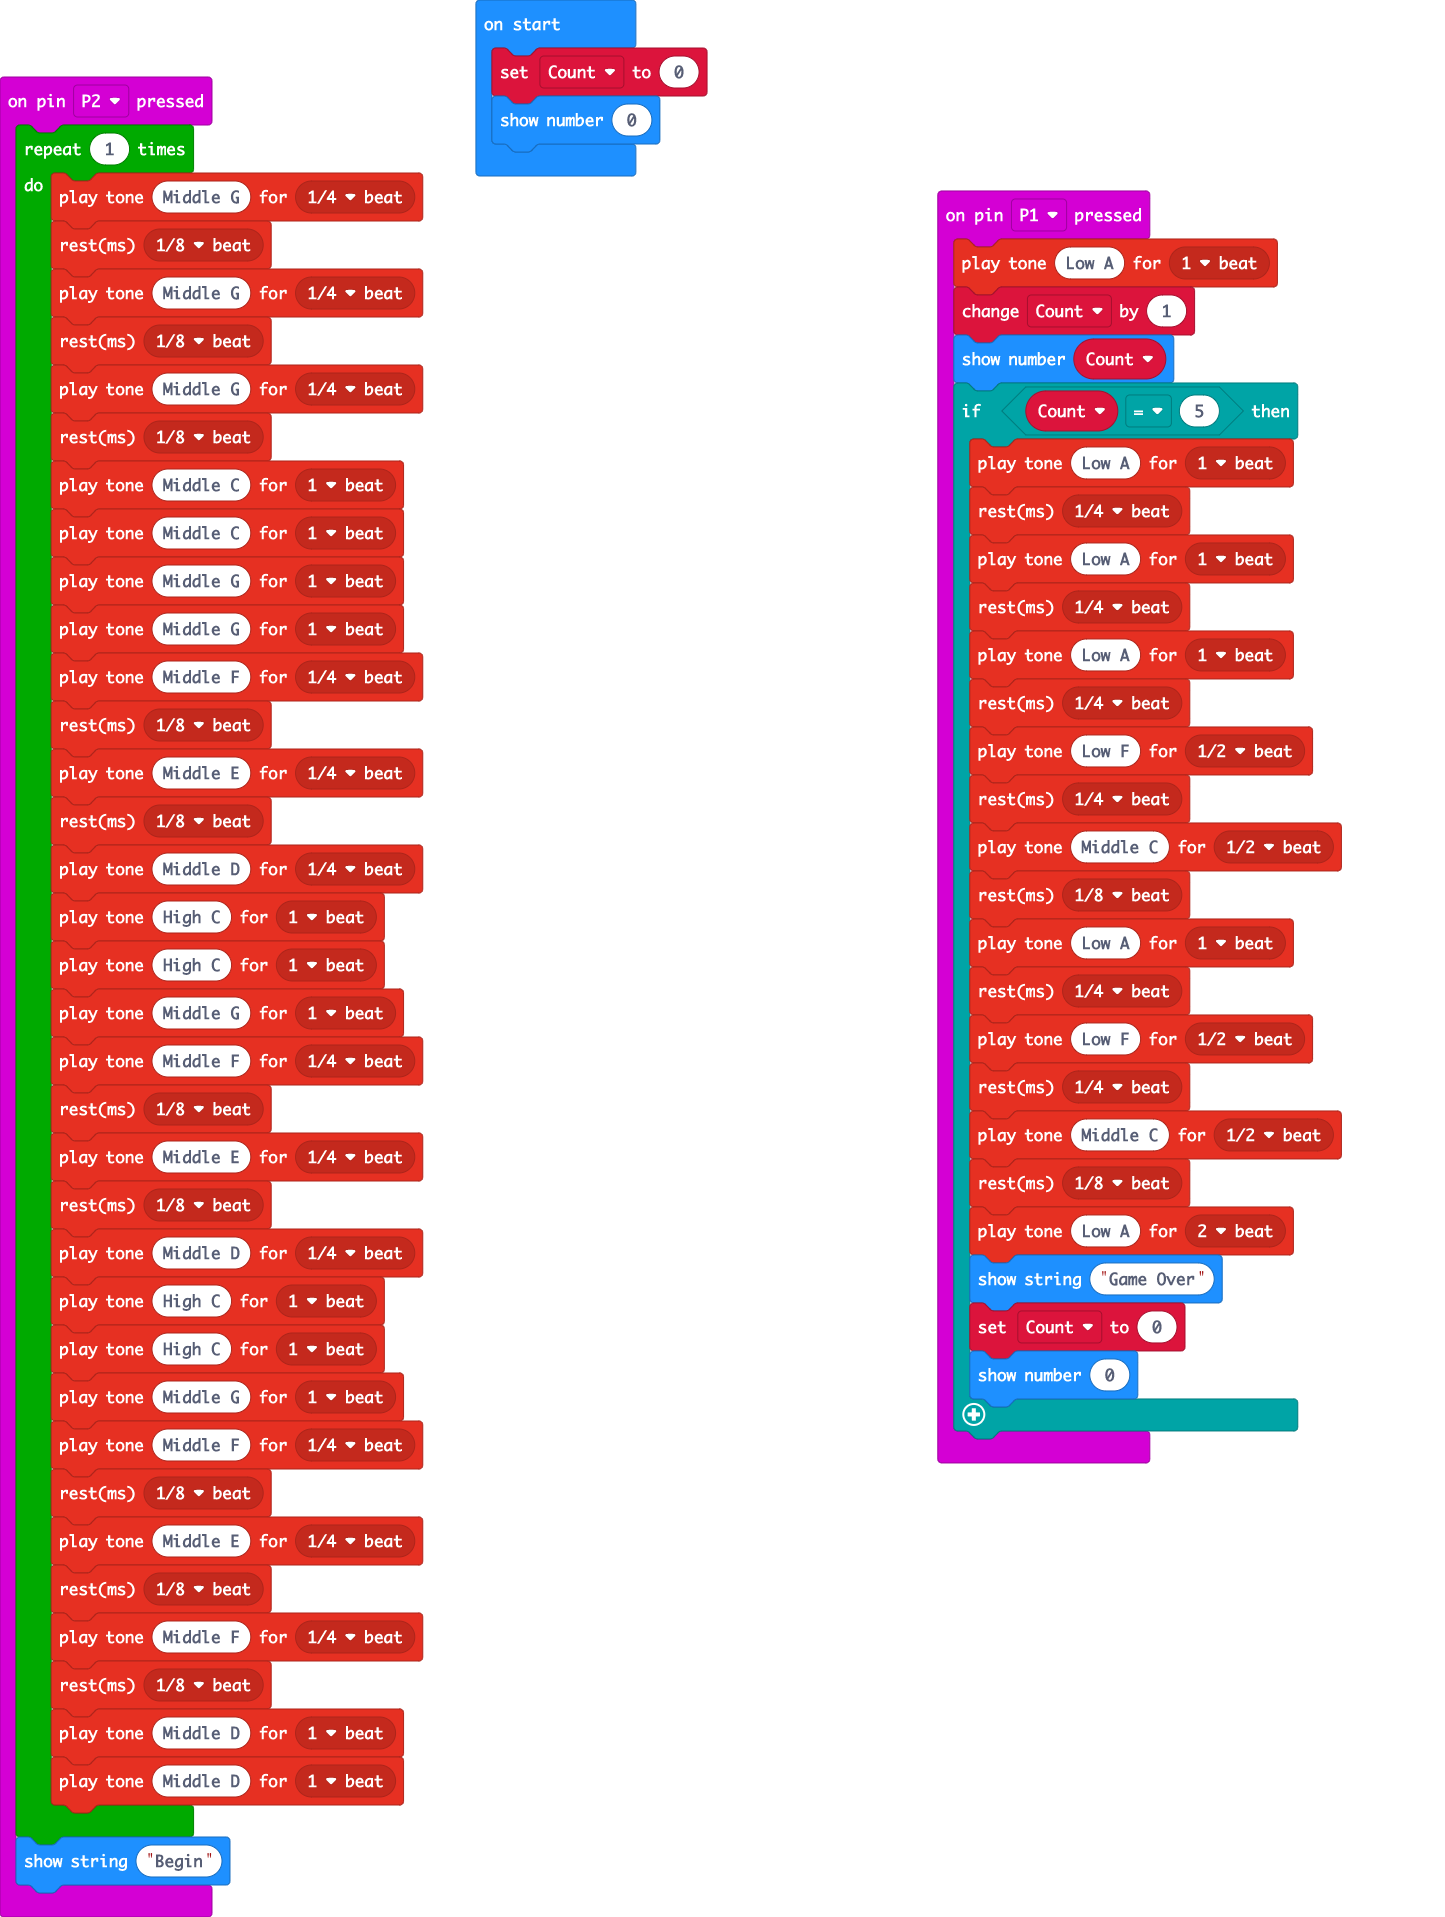 on start
set Count to 0
show number 0
on pin P2 pressed
repeat 1 times
do
play tone Middle G for 1/4 beat
rest(ms) 1/8 beat
play tone Middle G for 1/4 beat
rest(ms) 1/8 beat
play tone Middle G for 1/4 beat
rest(ms) 1/8 beat
play tone Middle C for 1 beat
play tone Middle C for 1 beat
play tone Middle G for 1 beat
play tone Middle G for 1 beat
play tone Middle F for 1/4 beat
rest(ms) 1/8 beat
play tone Middle E for 1/4 beat
rest(ms) 1/8 beat
play tone Middle D for 1/4 beat
play tone High C for 1 beat
play tone High C for 1 beat
play tone Middle G for 1 beat
play tone Middle F for 1/4 beat
rest(ms) 1/8 beat
play tone Middle E for 1/4 beat
rest(ms) 1/8 beat
play tone Middle D for 1/4 beat
play tone High C for 1 beat
play tone High C for 1 beat
play tone Middle G for 1 beat
play tone Middle F for 1/4 beat
rest(ms) 1/8 beat
play tone Middle E for 1/4 beat
rest(ms) 1/8 beat
play tone Middle F for 1/4 beat
rest(ms) 1/8 beat
play tone Middle D for 1 beat
play tone Middle D for 1 beat
show string "Begin"
on pin P1 pressed
play tone Low A for 1 beat
change Count by 1
show number Count
if Count = 5 then
play tone Low A for 1 beat
rest(ms) 1/4 beat
play tone Low A for 1 beat
rest(ms) 1/4 beat
play tone Low A for 1 beat
rest(ms) 1/4 beat
play tone Low F for 1/2 beat
rest(ms) 1/4 beat
play tone Middle C for 1/2 beat
rest(ms) 1/8 beat
play tone Low A for 1 beat
rest(ms) 1/4 beat
play tone Low F for 1/2 beat
rest(ms) 1/4 beat
play tone Middle C for 1/2 beat
rest(ms) 1/8 beat
play tone Low A for 2 beat
show string "Game Over"
set Count to 0
show number 0